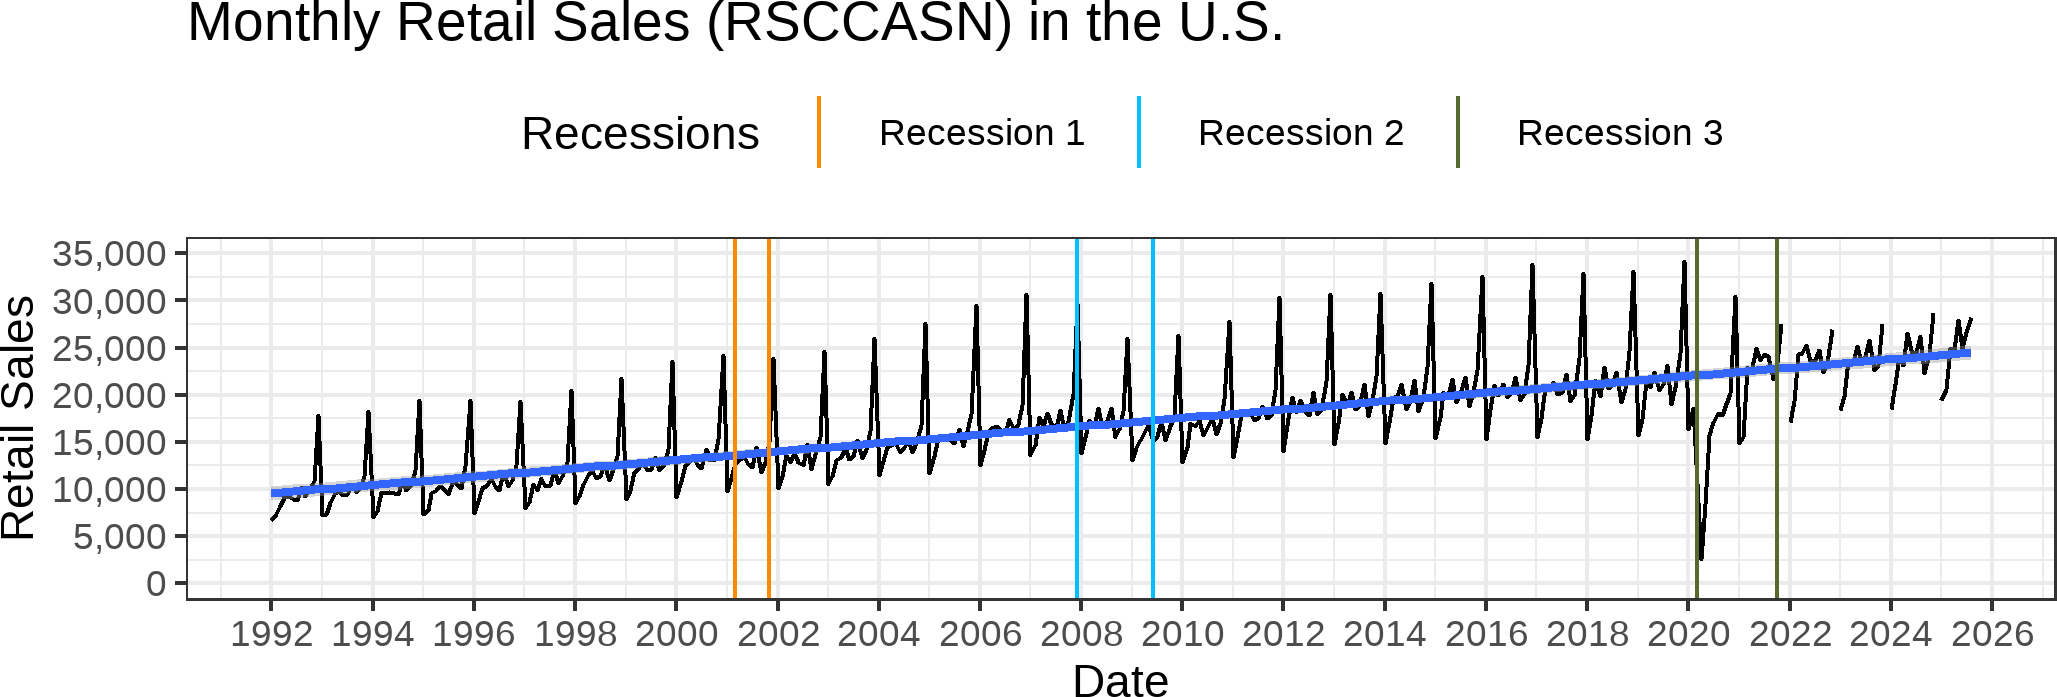 Monthly Retail Sales (RSCCASN) in the U.S.
Recessions Recession 1 Recession 2 Recession 3
Retail Sales
35,000
30,000
25,000
20,000
15,000
10,000
5,000
0
1992 1994 1996 1998 2000 2002 2004 2006 2008 2010 2012 2014 2016 2018 2020 2022 2024 2026
Date